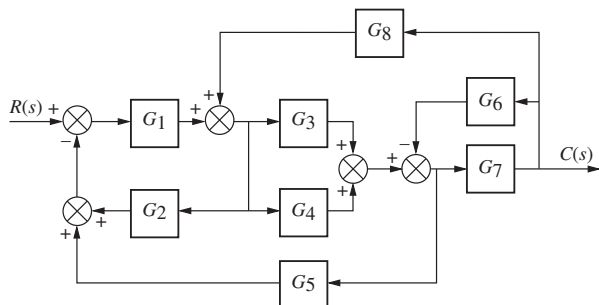 G8
R(s) + + + G1 G3 + − G6
− + + − C(s)
G7
+ + G2 G4 +
G5